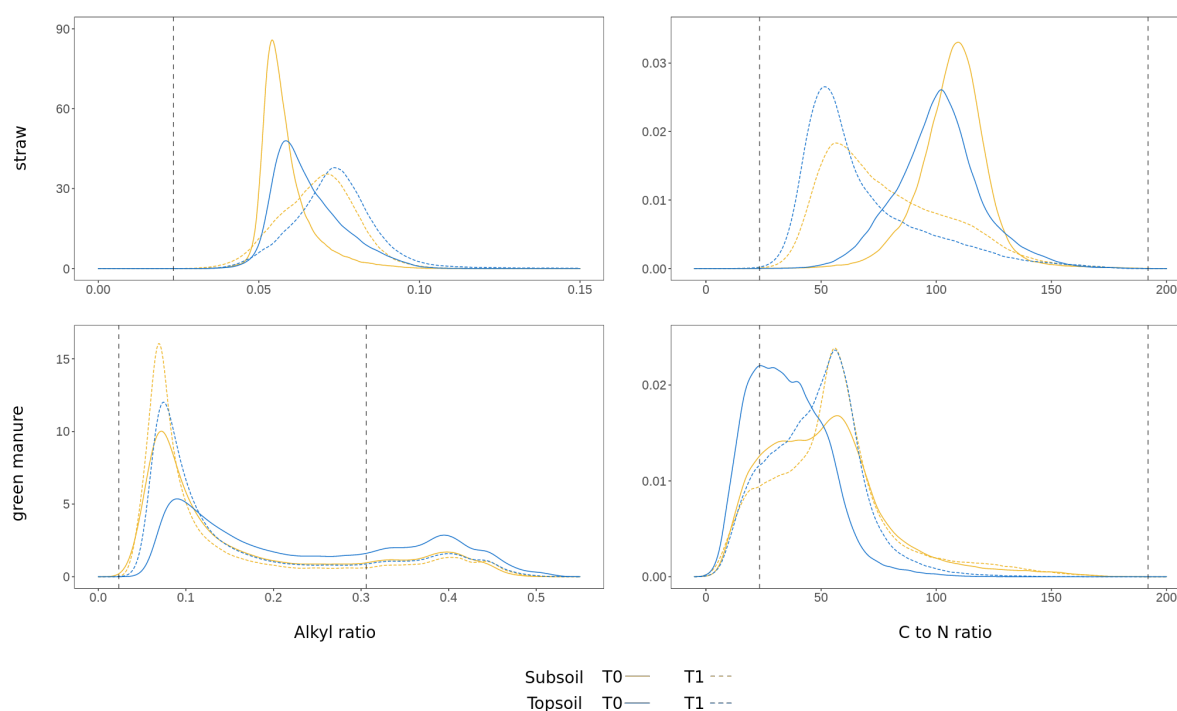 straw
90
60
30
0
0.00 0.05 0.10 0.15
0.03
0.02
0.01
0.00
0 50 100 150 200
green manure
15
10
5
0
0.0 0.1 0.2 0.3 0.4 0.5
Alkyl ratio
0.02
0.01
0.00
0 50 100 150 200
C to N ratio
Subsoil T0 T1
Topsoil T0 T1